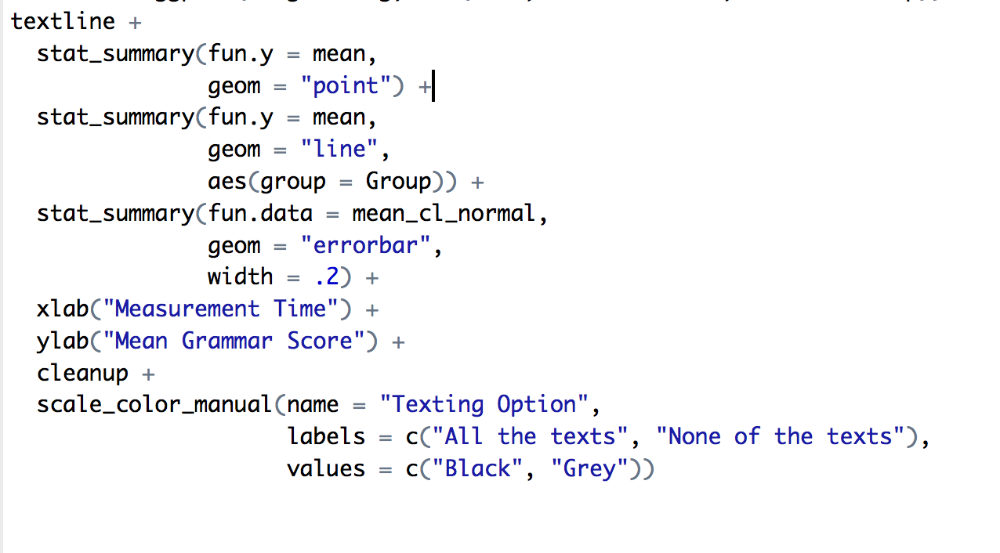 textline +
stat_summary(fun.y = mean,
geom = "point") +
stat_summary(fun.y = mean,
geom = "line",
aes(group = Group)) +
stat_summary(fun.data = mean_cl_normal,
geom = "errorbar",
width = .2) +
xlab("Measurement Time") +
ylab("Mean Grammar Score") +
cleanup +
scale_color_manual(name = "Texting Option",
labels = c("All the texts", "None of the texts"),
values = c("Black", "Grey"))